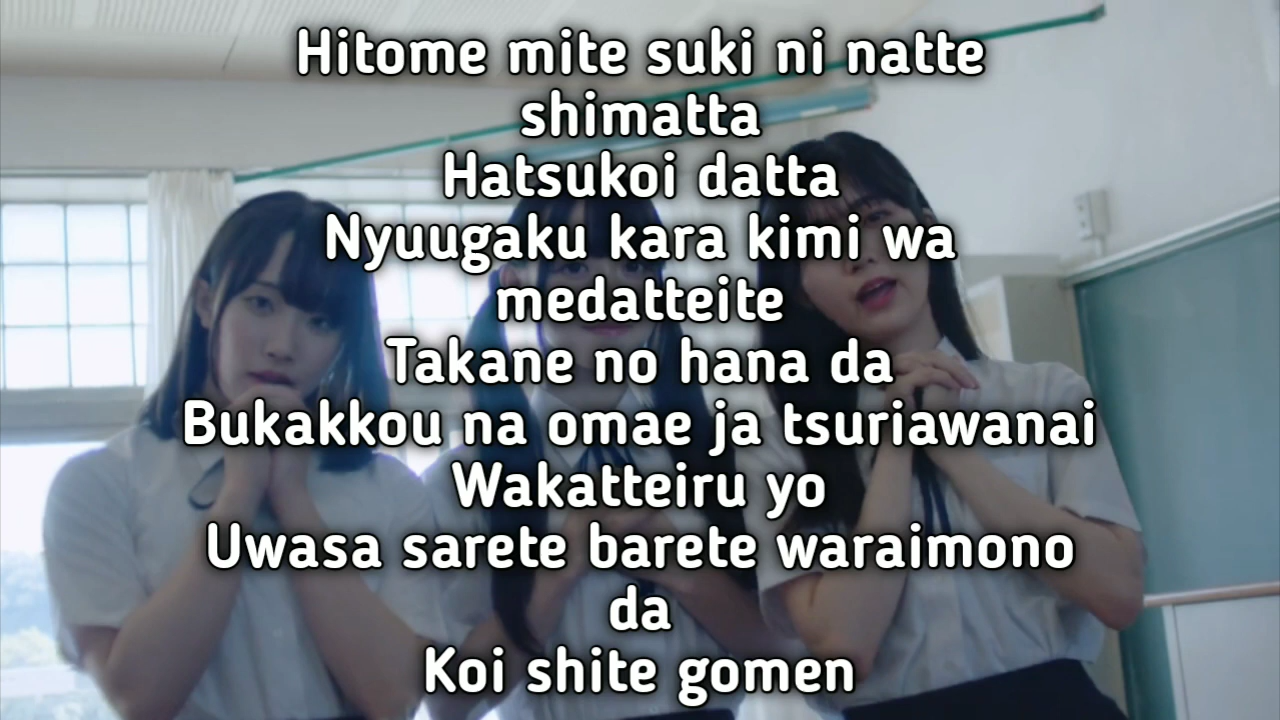 Hitome mite suki ni natte
shimatta
Hatsukoi datta
Nyuugaku kara kimi wa
medatteite
Takane no hana da
Bukakkou na omae ja tsuriawanai
Wakatteiru yo
Uwasa sarete barete waraimono
da
Koi shite gomen